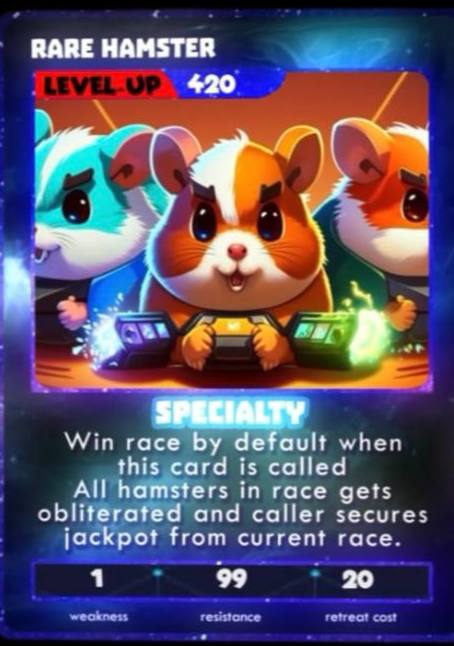 RARE HAMSTER
LEVEL-UP 420
SPECIALTY
Win race by default when
this card is called
All hamsters in race gets
obliterated and caller secures
jackpot from current race.
1 99 20
weakness resistance retreat cost